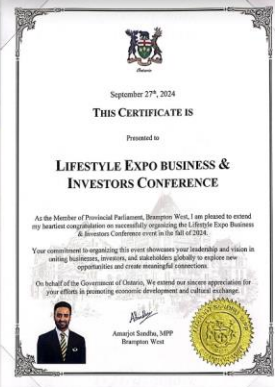 Ontario
September 27th, 2024
THIS CERTIFICATE IS
Presented to
LIFESTYLE EXPO BUSINESS &
INVESTORS CONFERENCE
As the Member of Provincial Parliament, Brampton West, I am pleased to extend
my heartiest congratulation on successfully organizing the Lifestyle Expo Business
& Investors Conference event in the fall of 2024.
Your commitment to organizing this event showcases your leadership and vision in
uniting businesses, investors, and stakeholders globally to explore new
opportunities and create meaningful connections.
On behalf of the Government of Ontario, We extend our sincere appreciation for
your efforts in promoting economic development and cultural exchange.
Amarjot Sandhu, MPP
Brampton West